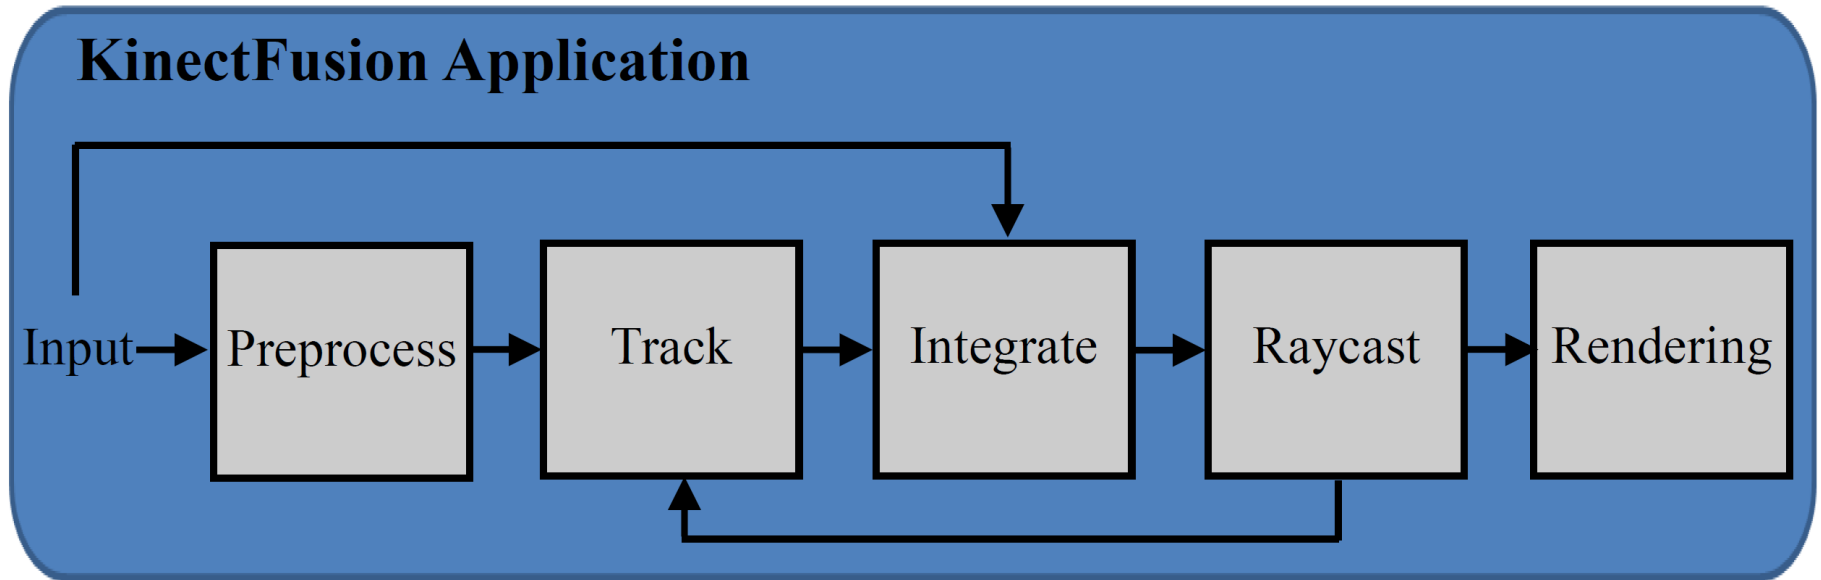 KinectFusion Application
Input
Preprocess
Track
Integrate
Raycast
Rendering